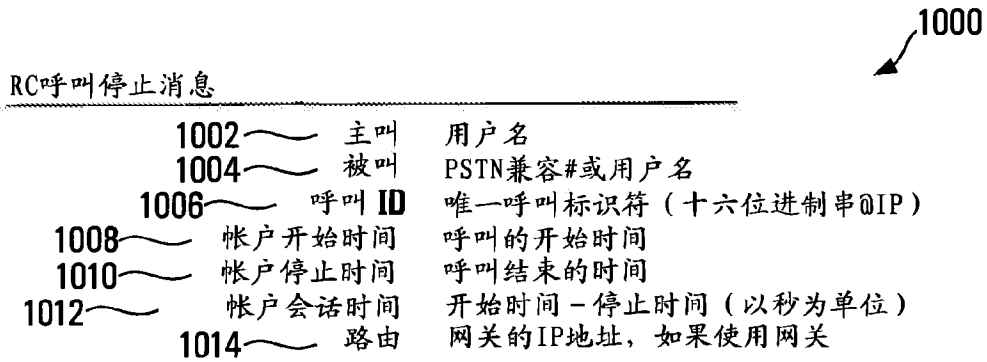 1000
RC呼叫停止消息
1002 主叫 用户名
1004 被叫 PSTN兼容#或用户名
1006 呼叫 ID 唯一呼叫标识符（十六位进制串@IP）
1008 帐户开始时间 呼叫的开始时间
1010 帐户停止时间 呼叫结束的时间
1012 帐户会话时间 开始时间－停止时间（以秒为单位）
1014 路由 网关的IP地址，如果使用网关